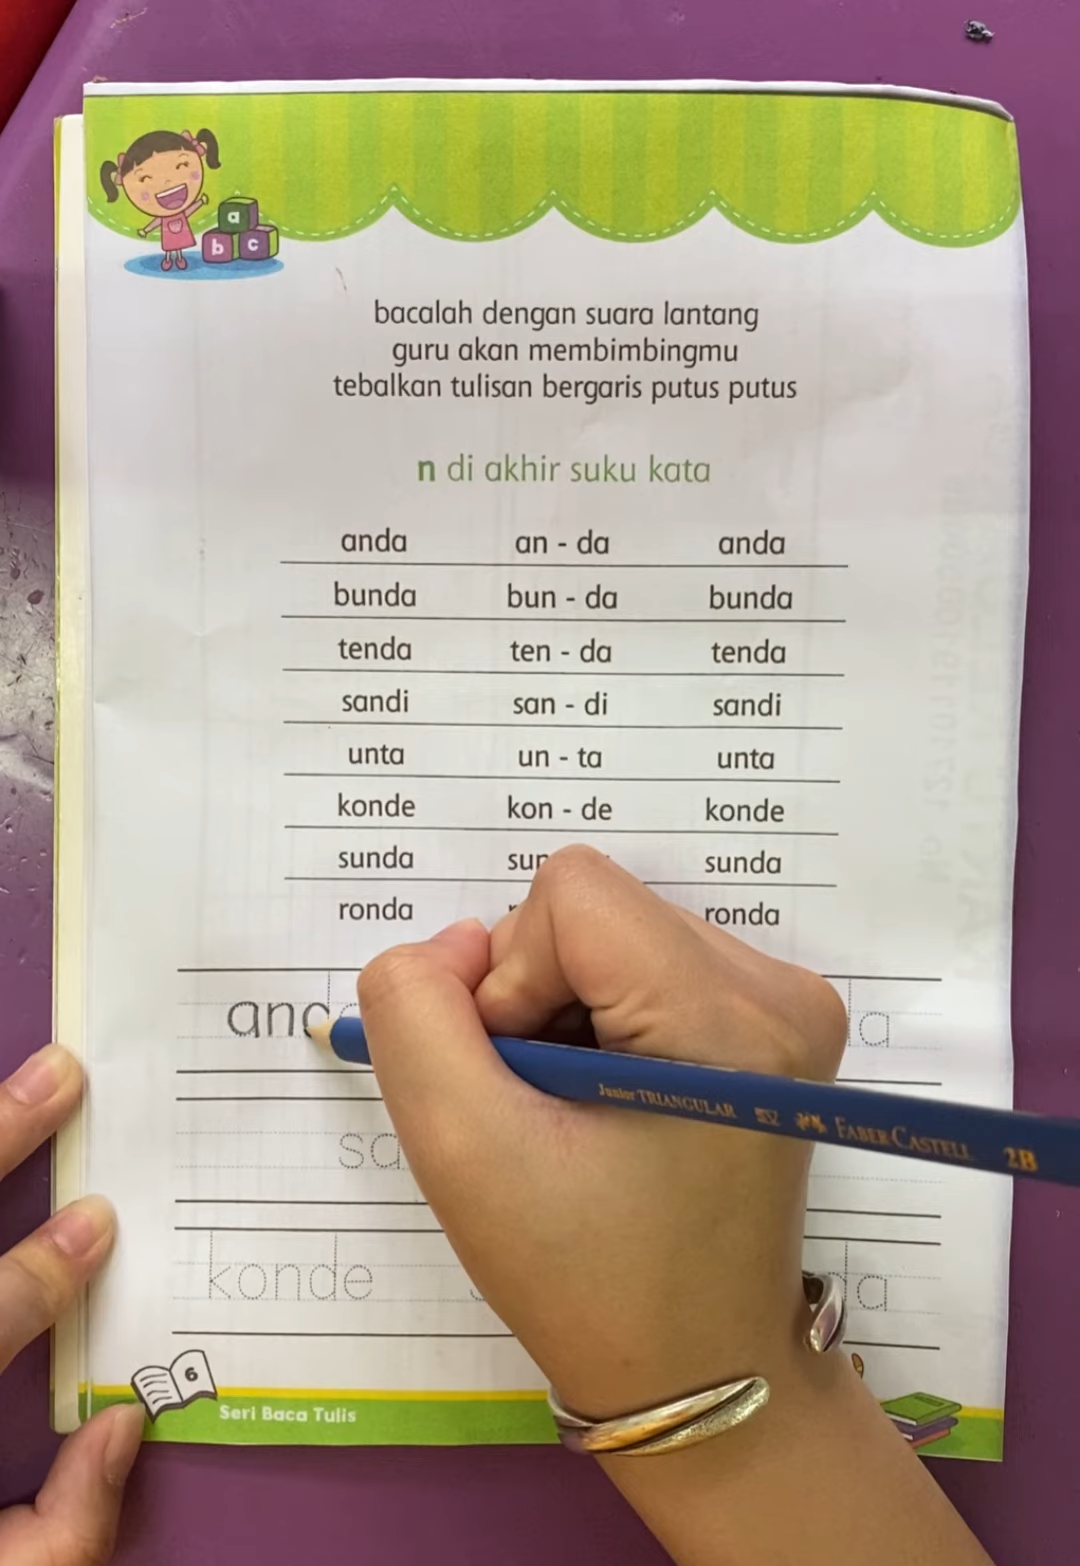 a
b c
bacalah dengan suara lantang
guru akan membimbingmu
tebalkan tulisan bergaris putus putus
n di akhir suku kata
anda an - da anda
bunda bun - da bunda
tenda ten - da tenda
sandi san - di sandi
unta un - ta unta
konde kon - de konde
sunda sunda
ronda ronda
Junior TRIANGULAR FABER-CASTELL 2B
konde
6
Seri Baca Tulis